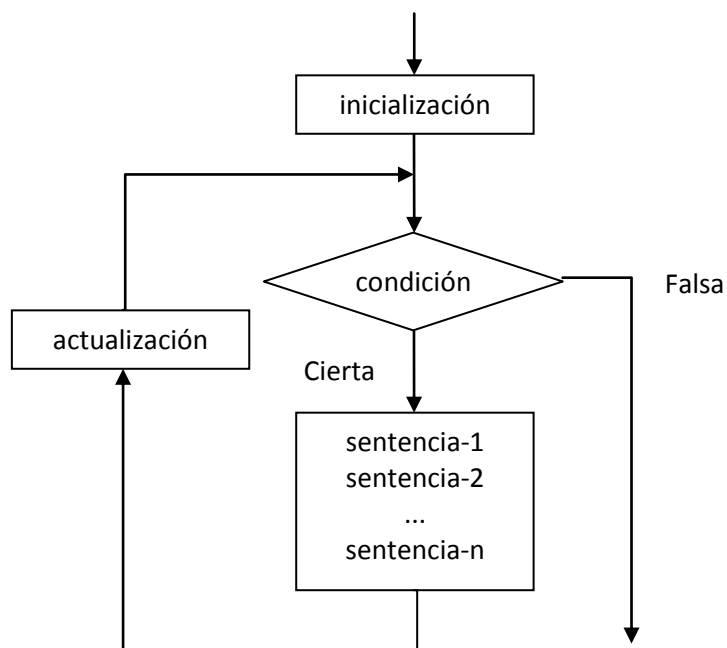 inicialización
condición
Falsa
actualización
Cierta
sentencia-1
sentencia-2
...
sentencia-n